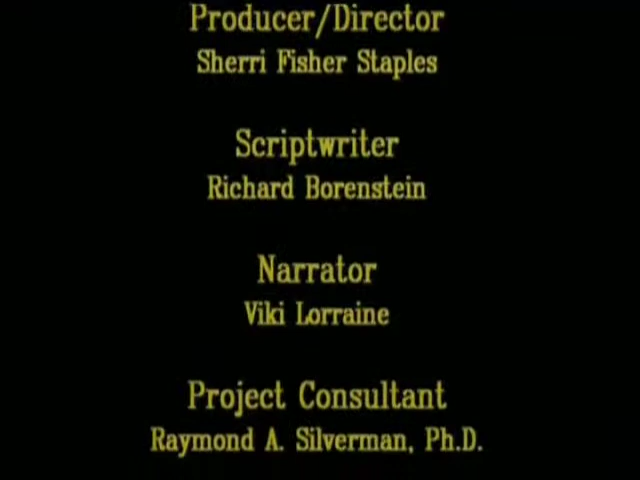 Producer/Director
Sherri Fisher Staples
Scriptwriter
Richard Borenstein
Narrator
Viki Lorraine
Project Consultant
Raymond A. Silverman, Ph.D.